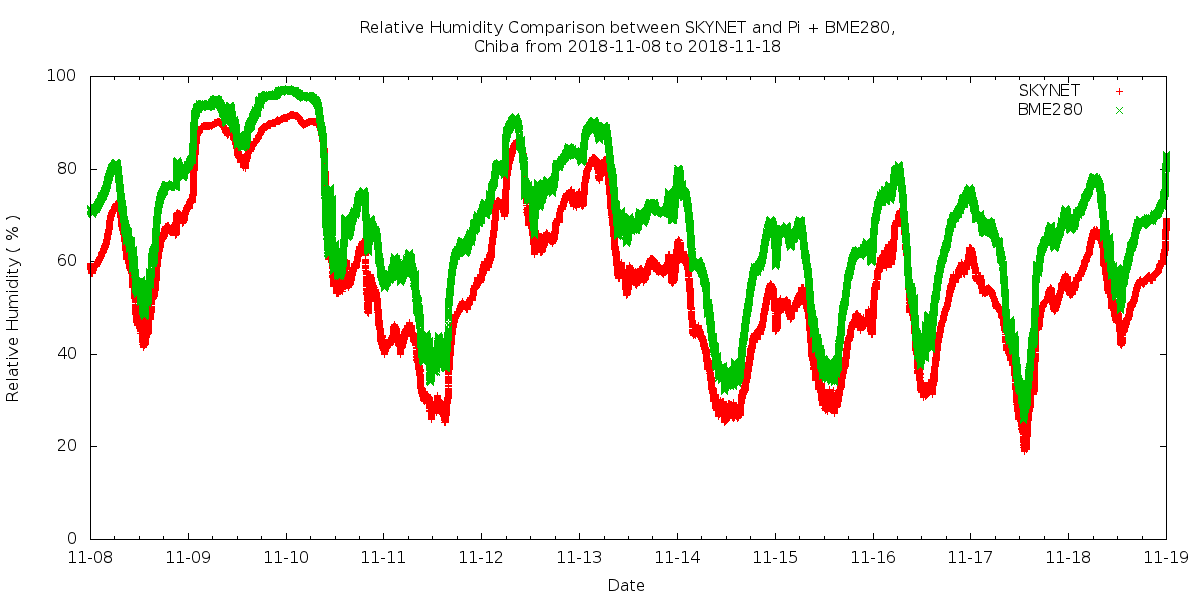 Relative Humidity Comparison between SKYNET and Pi + BME280,
Chiba from 2018-11-08 to 2018-11-18
SKYNET
BME280
Relative Humidity ( % )
100
80
60
40
20
0
11-08 11-09 11-10 11-11 11-12 11-13 11-14 11-15 11-16 11-17 11-18 11-19
Date